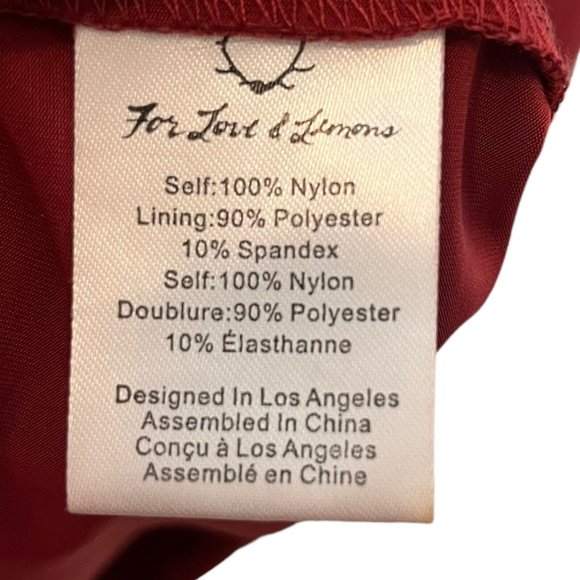 For Love & Lemons
Self:100% Nylon
Lining:90% Polyester
10% Spandex
Self:100% Nylon
Doublure:90% Polyester
10% Élasthanne
Designed In Los Angeles
Assembled In China
Conçu à Los Angeles
Assemblé en Chine